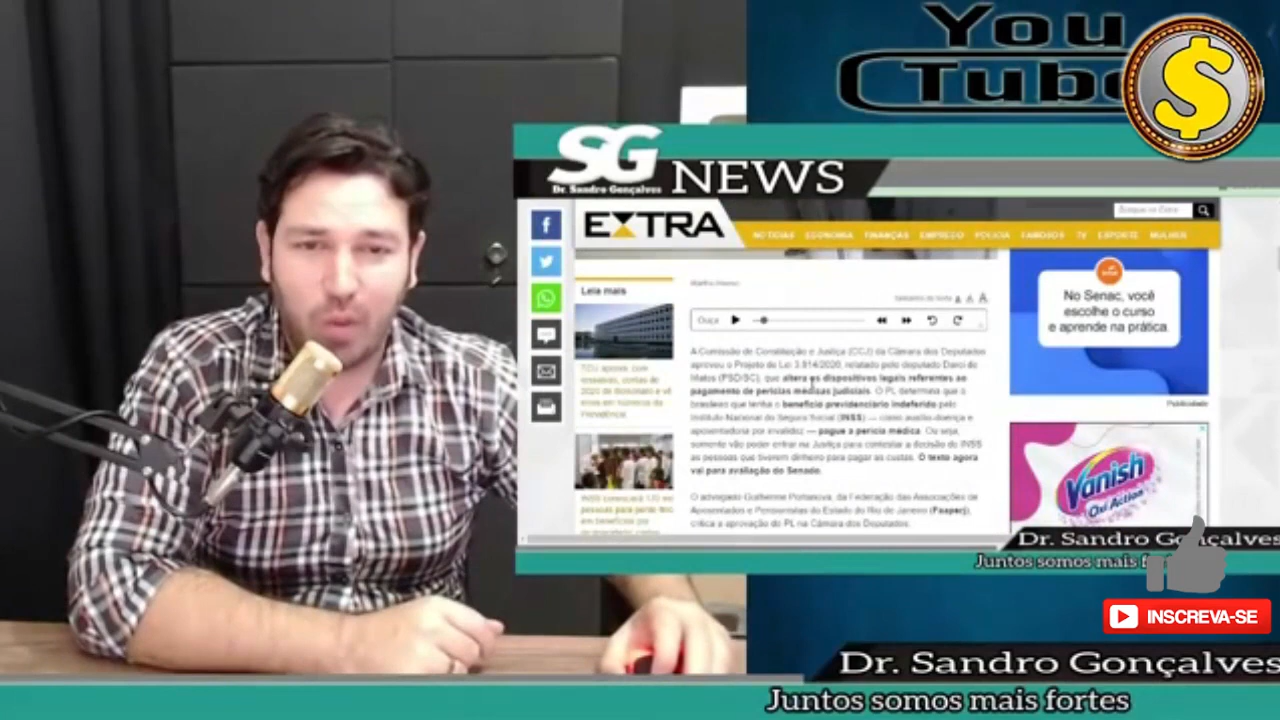 You
Tube
SG
Dr. Sandro Gonçalves
NEWS
EXTRA
Busque no Extra
NOTÍCIAS ECONOMIA FINANÇAS EMPREGO POLÍCIA FAMOSOS TV ESPORTE MULHER
Leia mais
Ouça
A A A
A Comissão de Constituição e Justiça (CCJ) da Câmara dos Deputados
aprovou o Projeto de Lei 3.914/2020, relatado pelo deputado Darci de
Matos (PSD/SC), que altera os dispositivos legais referentes ao
pagamento de perícias médicas judiciais. O PL determina que o
brasileiro que tenha o benefício previdenciário indeferido pelo
Instituto Nacional do Seguro Social (INSS) — como auxílio-doença e
aposentadoria por invalidez — pague a perícia médica. Ou seja,
somente vão poder entrar na Justiça para contestar a decisão do INSS
as pessoas que tiverem dinheiro para pagar as custas. O texto agora
vai para avaliação do Senado.
O advogado Guilherme Portanova, da Federação das Associações de
Aposentados e Pensionistas do Estado do Rio de Janeiro (Faaperj),
critica a aprovação do PL na Câmara dos Deputados.
No Senac, você
escolhe o curso
e aprende na prática.
Publicidade
Vanish
Oxi Action
Dr. Sandro Gonçalves
Juntos somos mais
INSCREVA-SE
Dr. Sandro Gonçalves
Juntos somos mais fortes